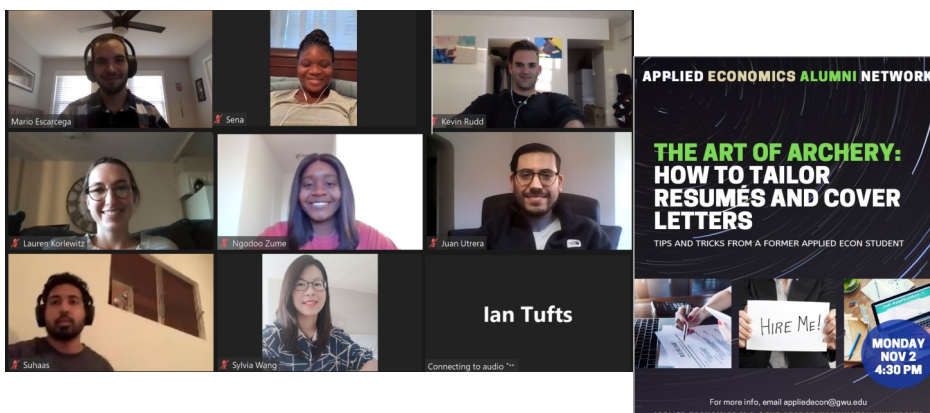 Mario Escarcega
Sena
Kevin Rudd
Lauren Korlewitz
Ngodoo Zume
Juan Utrera
Suhaas
Sylvia Wang
Ian Tufts
Connecting to audio ...
APPLIED ECONOMICS ALUMNI NETWORK
THE ART OF ARCHERY:
HOW TO TAILOR
RESUMÉS AND COVER
LETTERS
TIPS AND TRICKS FROM A FORMER APPLIED ECON STUDENT
HIRE ME!
Job Application
MONDAY
NOV 2
4:30 PM
For more info, email appliedecon@gwu.edu